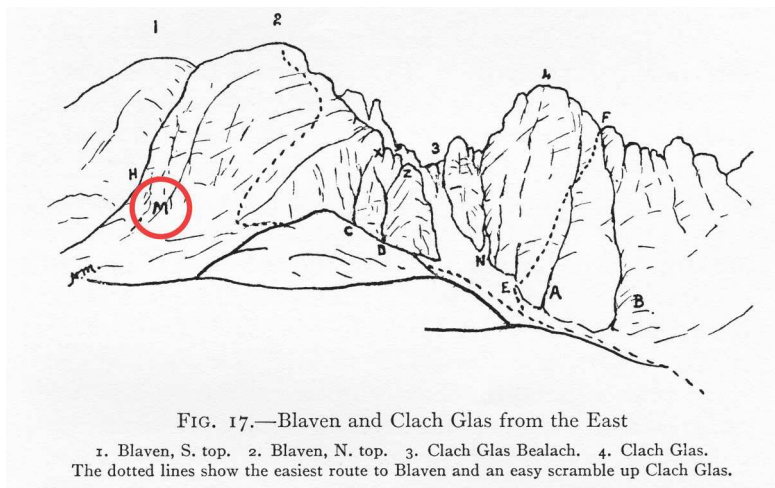 1
2
4
F
3
X
Z
H
M
C
D
N
E
A
B
A.M.
FIG. 17.—Blaven and Clach Glas from the East
1. Blaven, S. top. 2. Blaven, N. top. 3. Clach Glas Bealach. 4. Clach Glas.
The dotted lines show the easiest route to Blaven and an easy scramble up Clach Glas.